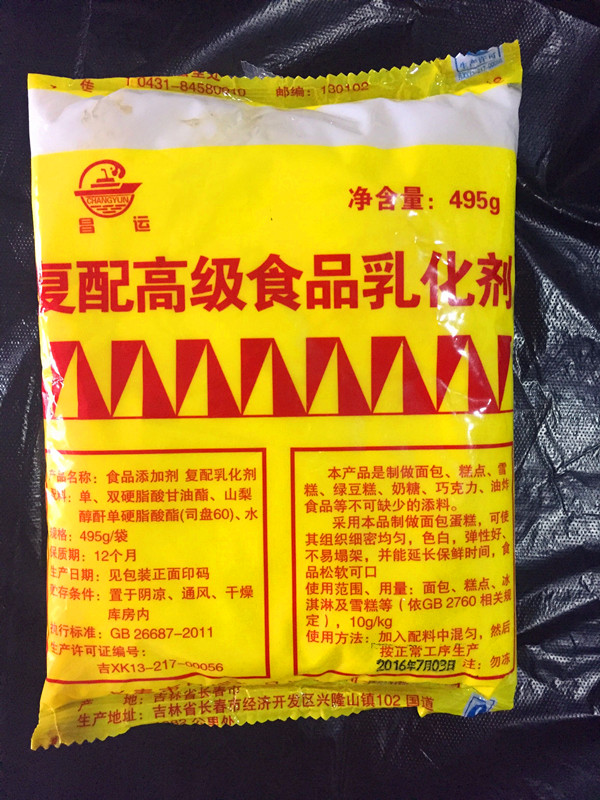 0431-84580010 邮编：130102
生产许可
CHANGYUN
昌运
净含量：495g
复配高级食品乳化剂
产品名称：食品添加剂 复配乳化剂
料：单、双硬脂酸甘油酯、山梨
醇酐单硬脂酸酯(司盘60)、水
规格：495g/袋
保质期：12个月
生产日期：见包装正面印码
贮存条件：置于阴凉、通风、干燥
库房内
执行标准：GB 26687-2011
生产许可证编号：
吉XK13-217-00056
本产品是制做面包、糕点、雪
糕、绿豆糕、奶糖、巧克力、油炸
食品等不可缺少的添料。
采用本品制做面包蛋糕，可使
其组织细密均匀，色白，弹性好、
不易塌架，并能延长保鲜时间，食
品松软可口
使用范围、用量：面包、糕点、冰
淇淋及雪糕等（依GB 2760 相关规
定），10g/kg
使用方法：加入配料中混匀，然后
按正常工序生产
2016年7月03日 注：勿冻
产 地：吉林省长春市
生产地址：吉林省长春市经济开发区兴隆山镇102 国道
公里处